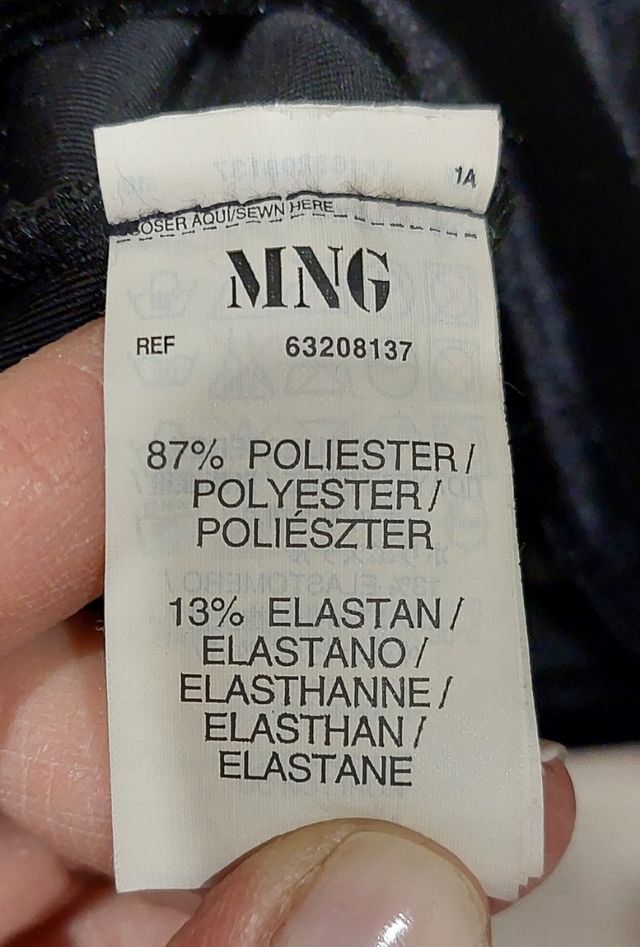 1A
COSER AQUI/SEWN HERE
MNG
REF 63208137
87% POLIESTER /
POLYESTER /
POLIÉSZTER
13% ELASTAN /
ELASTANO /
ELASTHANNE /
ELASTHAN /
ELASTANE